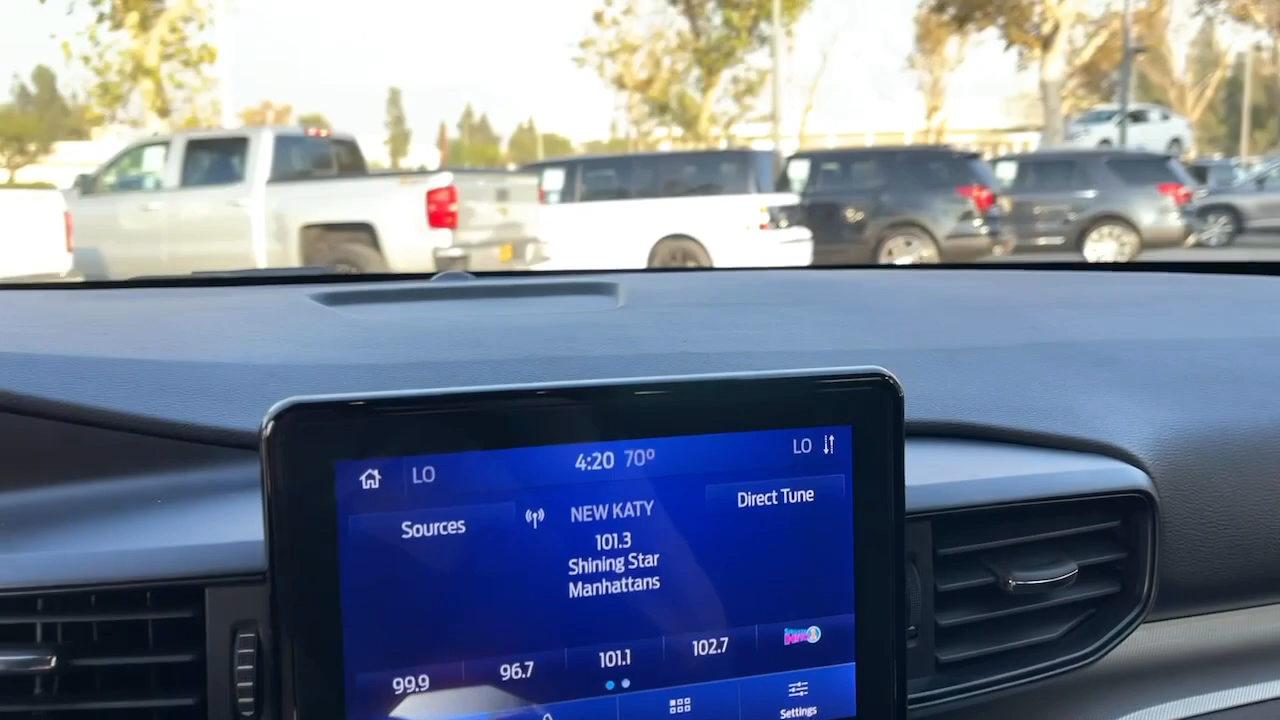 LO
4:20 70°
LO
Sources
NEW KATY
Direct Tune
101.3
Shining Star
Manhattans
99.9
96.7
101.1
102.7
Settings